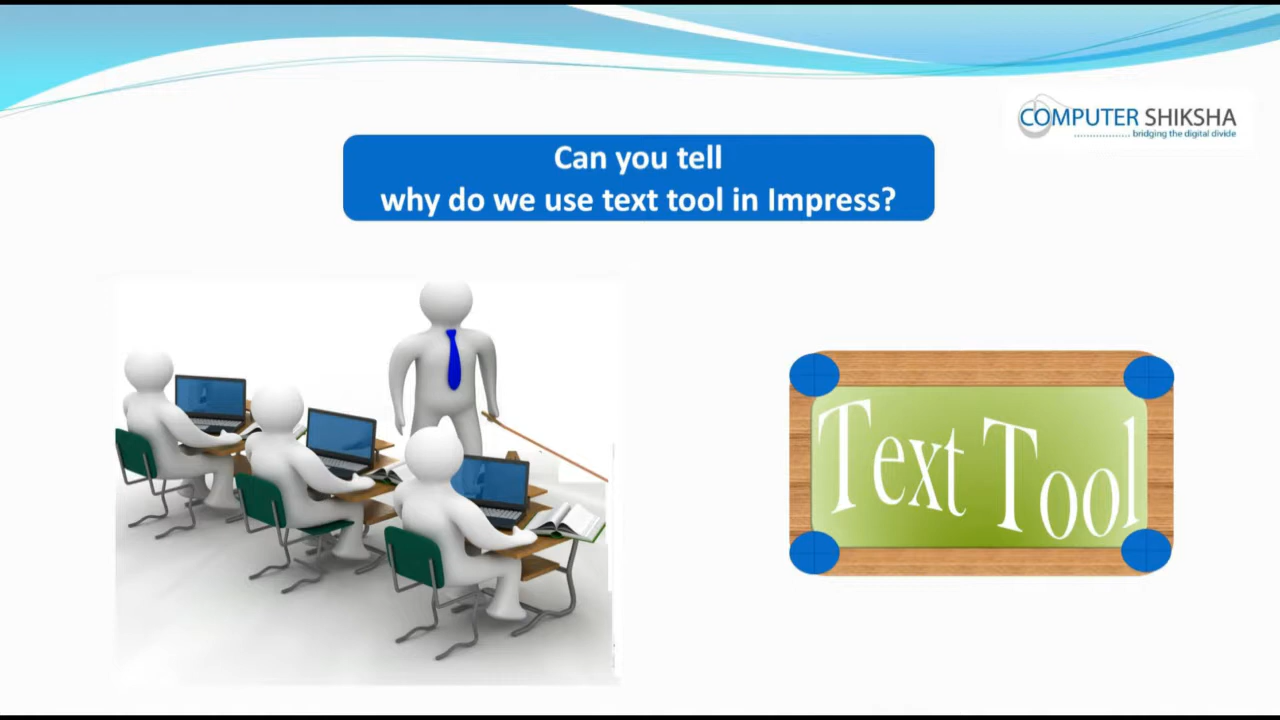 COMPUTER SHIKSHA
bridging the digital divide
Can you tell
why do we use text tool in Impress?
Text Tool